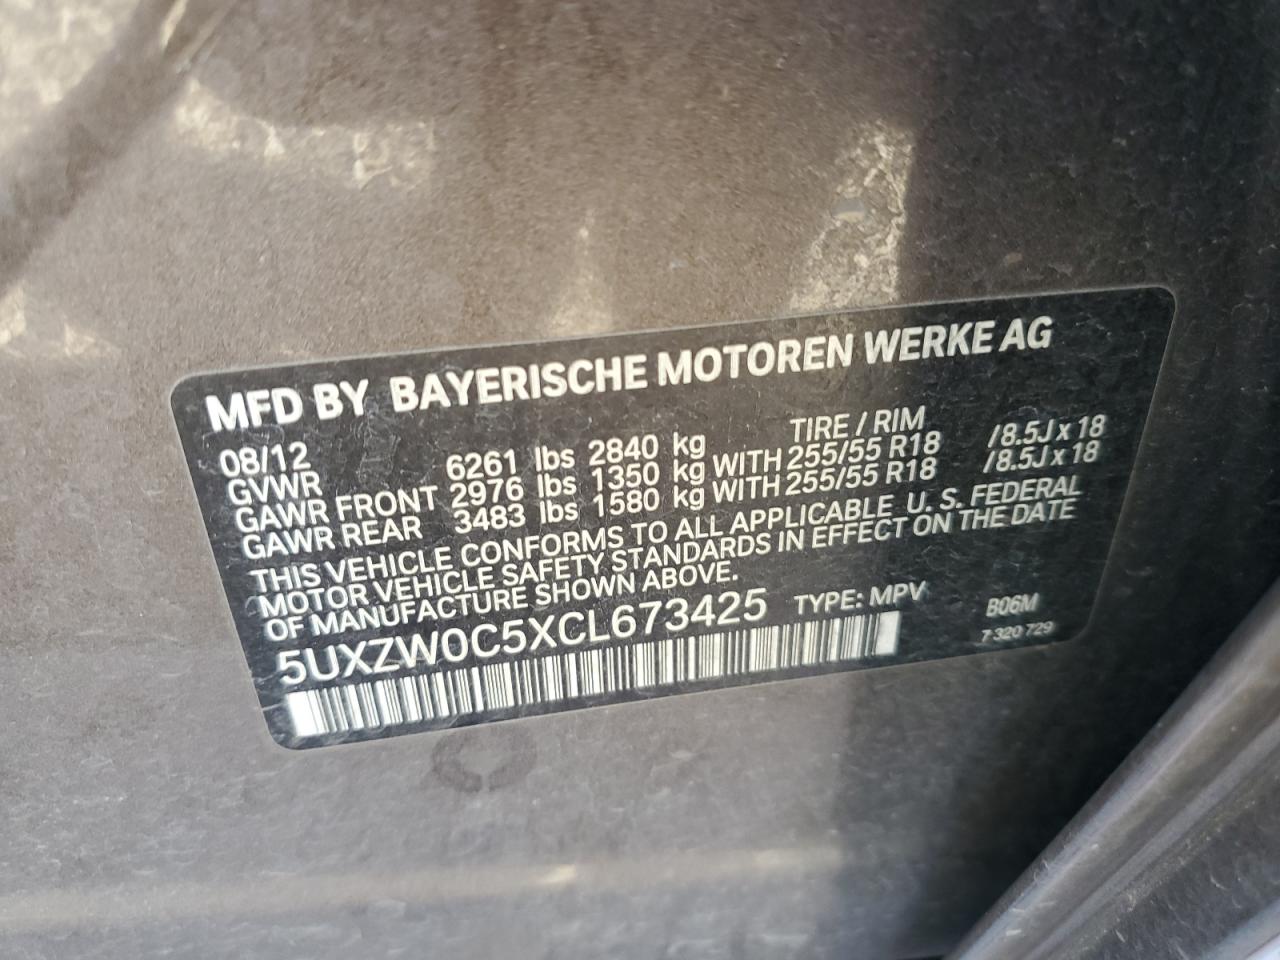 MFD BY BAYERISCHE MOTOREN WERKE AG
08/12 TIRE / RIM
GVWR 6261 lbs 2840 kg
GAWR FRONT 2976 lbs 1350 kg WITH 255/55 R18 /8.5J x 18
GAWR REAR 3483 lbs 1580 kg WITH 255/55 R18 /8.5J x 18
THIS VEHICLE CONFORMS TO ALL APPLICABLE U. S. FEDERAL
MOTOR VEHICLE SAFETY STANDARDS IN EFFECT ON THE DATE
OF MANUFACTURE SHOWN ABOVE.
5UXZW0C5XCL673425 TYPE: MPV B06M
7 320 729